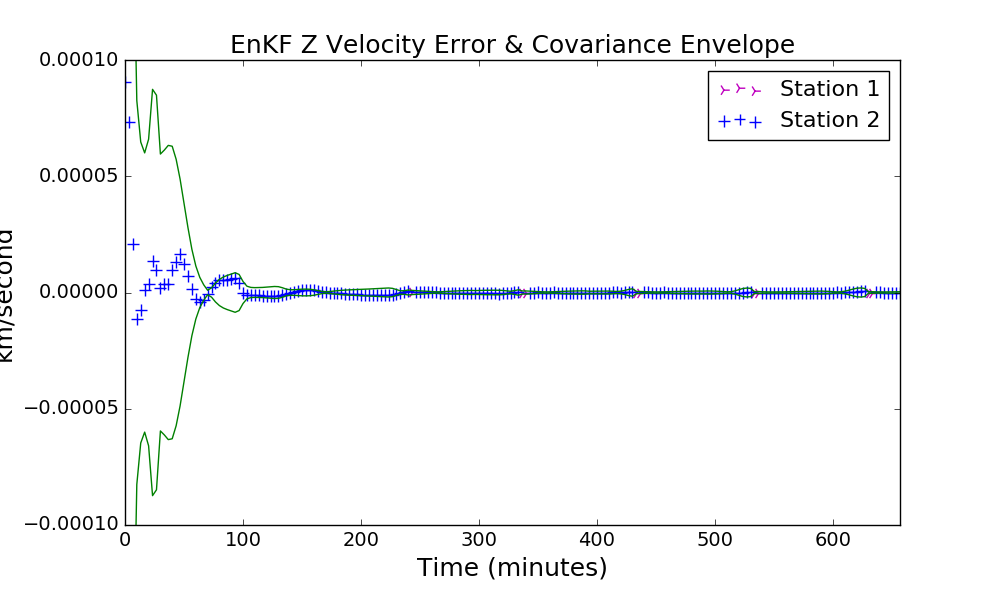 EnKF Z Velocity Error & Covariance Envelope
0.00010
0.00005
0.00000
−0.00005
−0.00010
km/second
Station 1
Station 2
0 100 200 300 400 500 600
Time (minutes)